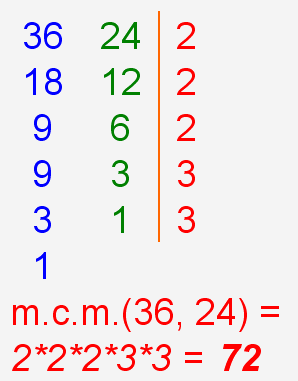 36 24 2
18 12 2
9 6 2
9 3 3
3 1 3
1
m.c.m.(36, 24) =
2*2*2*3*3 = 72